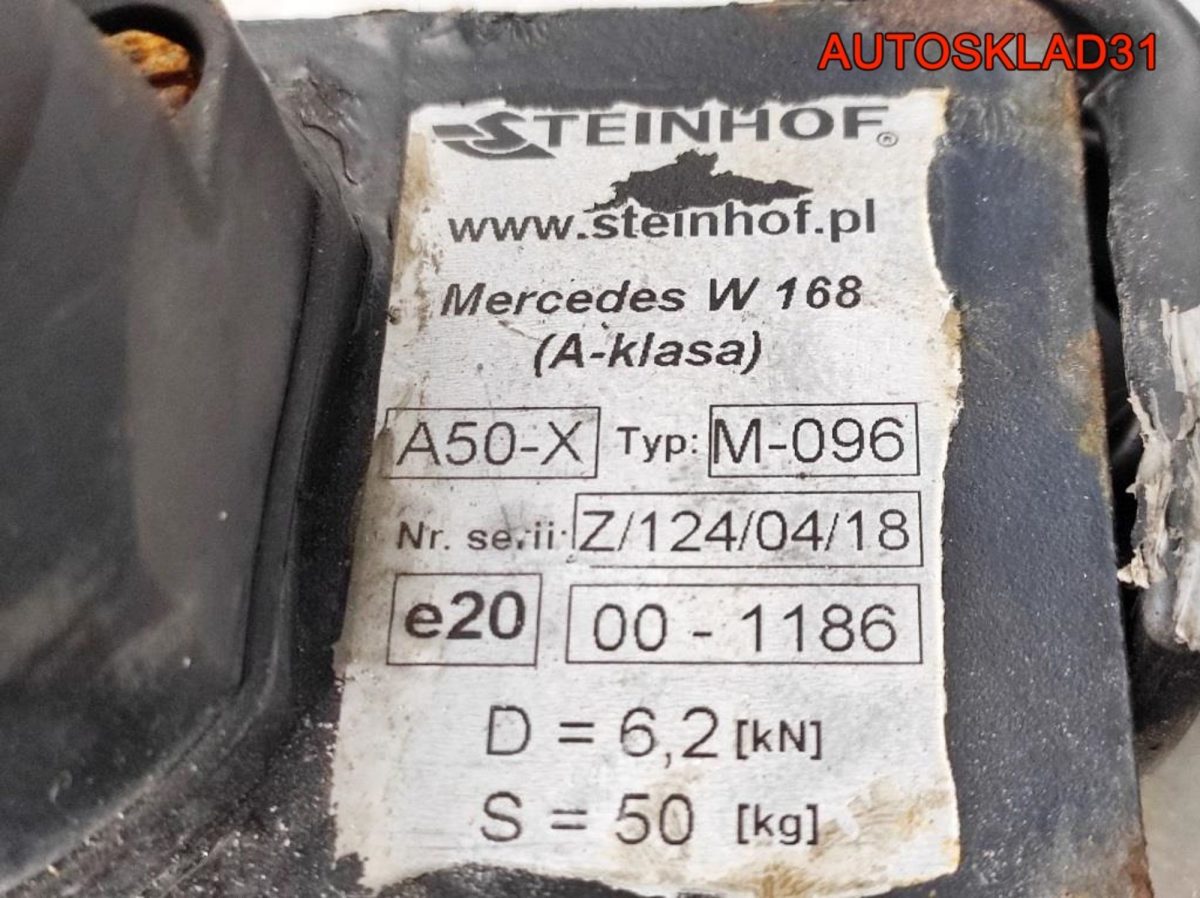 AUTOSKLAD31
STEINHOF®
www.steinhof.pl
Mercedes W 168
(A-klasa)
A50-X Typ: M-096
Nr. serii: Z/124/04/18
e20 00 - 1186
D = 6,2 [kN]
S = 50 [kg]